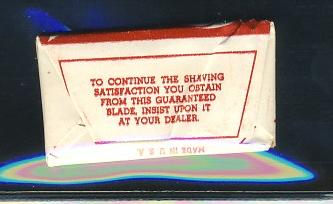 TO CONTINUE THE SHAVING
SATISFACTION YOU OBTAIN
FROM THIS GUARANTEED
BLADE, INSIST UPON IT
AT YOUR DEALER.
MADE IN U. S. A.